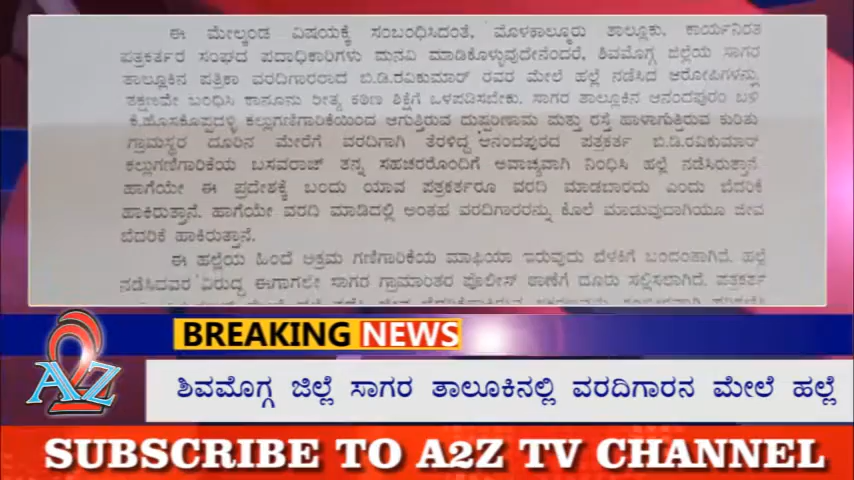 ಈ ಮೇಲ್ಕಂಡ ವಿಷಯಕ್ಕೆ ಸಂಬಂಧಿಸಿದಂತೆ, ಮೊಳಕಾಲ್ಮೂರು ತಾಲ್ಲೂಕು, ಕಾರ್ಯನಿರತ
ಪತ್ರಕರ್ತರ ಸಂಘದ ಪದಾಧಿಕಾರಿಗಳು ಮನವಿ ಮಾಡಿಕೊಳ್ಳುವುದೇನೆಂದರೆ, ಶಿವಮೊಗ್ಗ ಜಿಲ್ಲೆಯ ಸಾಗರ
ತಾಲ್ಲೂಕಿನ ಪತ್ರಿಕಾ ವರದಿಗಾರರಾದ ಬಿ.ಡಿ.ರವಿಕುಮಾರ್ ರವರ ಮೇಲೆ ಹಲ್ಲೆ ನಡೆಸಿದ ಆರೋಪಿಗಳನ್ನು
ತಕ್ಷಣವೇ ಬಂಧಿಸಿ ಕಾನೂನು ರೀತ್ಯ ಕಠಿಣ ಶಿಕ್ಷೆಗೆ ಒಳಪಡಿಸಬೇಕು. ಸಾಗರ ತಾಲ್ಲೂಕಿನ ಆನಂದಪುರಂ ಬಳಿ
ಕೆ.ಹೊಸಕೊಪ್ಪದಲ್ಲಿ ಕಲ್ಲುಗಣಿಗಾರಿಕೆಯಿಂದ ಆಗುತ್ತಿರುವ ದುಷ್ಪರಿಣಾಮ ಮತ್ತು ರಸ್ತೆ ಹಾಳಾಗುತ್ತಿರುವ ಕುರಿತು
ಗ್ರಾಮಸ್ಥರ ದೂರಿನ ಮೇರೆಗೆ ವರದಿಗಾಗಿ ತೆರಳಿದ್ದ ಆನಂದಪುರದ ಪತ್ರಕರ್ತ ಬಿ.ಡಿ.ರವಿಕುಮಾರ್
ಕಲ್ಲುಗಣಿಗಾರಿಕೆಯ ಬಸವರಾಜ್ ತನ್ನ ಸಹಚರರೊಂದಿಗೆ ಅವಾಚ್ಯವಾಗಿ ನಿಂಧಿಸಿ ಹಲ್ಲೆ ನಡೆಸಿರುತ್ತಾನೆ.
ಹಾಗೆಯೇ ಈ ಪ್ರದೇಶಕ್ಕೆ ಬಂದು ಯಾವ ಪತ್ರಕರ್ತರೂ ವರದಿ ಮಾಡಬಾರದು ಎಂದು ಬೆದರಿಕೆ
ಹಾಕಿರುತ್ತಾನೆ. ಹಾಗೆಯೇ ವರದಿ ಮಾಡಿದಲ್ಲಿ ಅಂತಹ ವರದಿಗಾರರನ್ನು ಕೊಲೆ ಮಾಡುವುದಾಗಿಯೂ ಜೀವ
ಬೆದರಿಕೆ ಹಾಕಿರುತ್ತಾನೆ.
ಈ ಹಲ್ಲೆಯ ಹಿಂದೆ ಅಕ್ರಮ ಗಣಿಗಾರಿಕೆಯ ಮಾಫಿಯಾ ಇರುವುದು ಬೆಳಕಿಗೆ ಬಂದಂತಾಗಿದೆ. ಹಲ್ಲೆ
ನಡೆಸಿದವರ ವಿರುದ್ಧ ಈಗಾಗಲೇ ಸಾಗರ ಗ್ರಾಮಾಂತರ ಪೊಲೀಸ್ ಠಾಣೆಗೆ ದೂರು ಸಲ್ಲಿಸಲಾಗಿದೆ. ಪತ್ರಕರ್ತ
BREAKING NEWS
A2Z
ಶಿವಮೊಗ್ಗ ಜಿಲ್ಲೆ ಸಾಗರ ತಾಲೂಕಿನಲ್ಲಿ ವರದಿಗಾರನ ಮೇಲೆ ಹಲ್ಲೆ
SUBSCRIBE TO A2Z TV CHANNEL